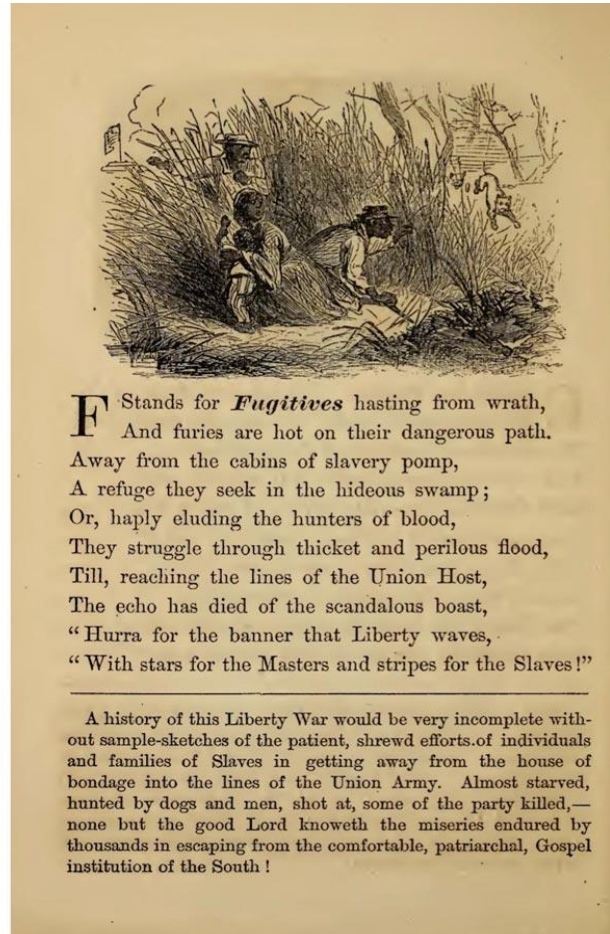 F Stands for Fugitives hasting from wrath,
And furies are hot on their dangerous path.
Away from the cabins of slavery pomp,
A refuge they seek in the hideous swamp;
Or, haply eluding the hunters of blood,
They struggle through thicket and perilous flood,
Till, reaching the lines of the Union Host,
The echo has died of the scandalous boast,
“Hurra for the banner that Liberty waves,
“With stars for the Masters and stripes for the Slaves!”
A history of this Liberty War would be very incomplete with-
out sample-sketches of the patient, shrewd efforts.of individuals
and families of Slaves in getting away from the house of
bondage into the lines of the Union Army. Almost starved,
hunted by dogs and men, shot at, some of the party killed,—
none but the good Lord knoweth the miseries endured by
thousands in escaping from the comfortable, patriarchal, Gospel
institution of the South!